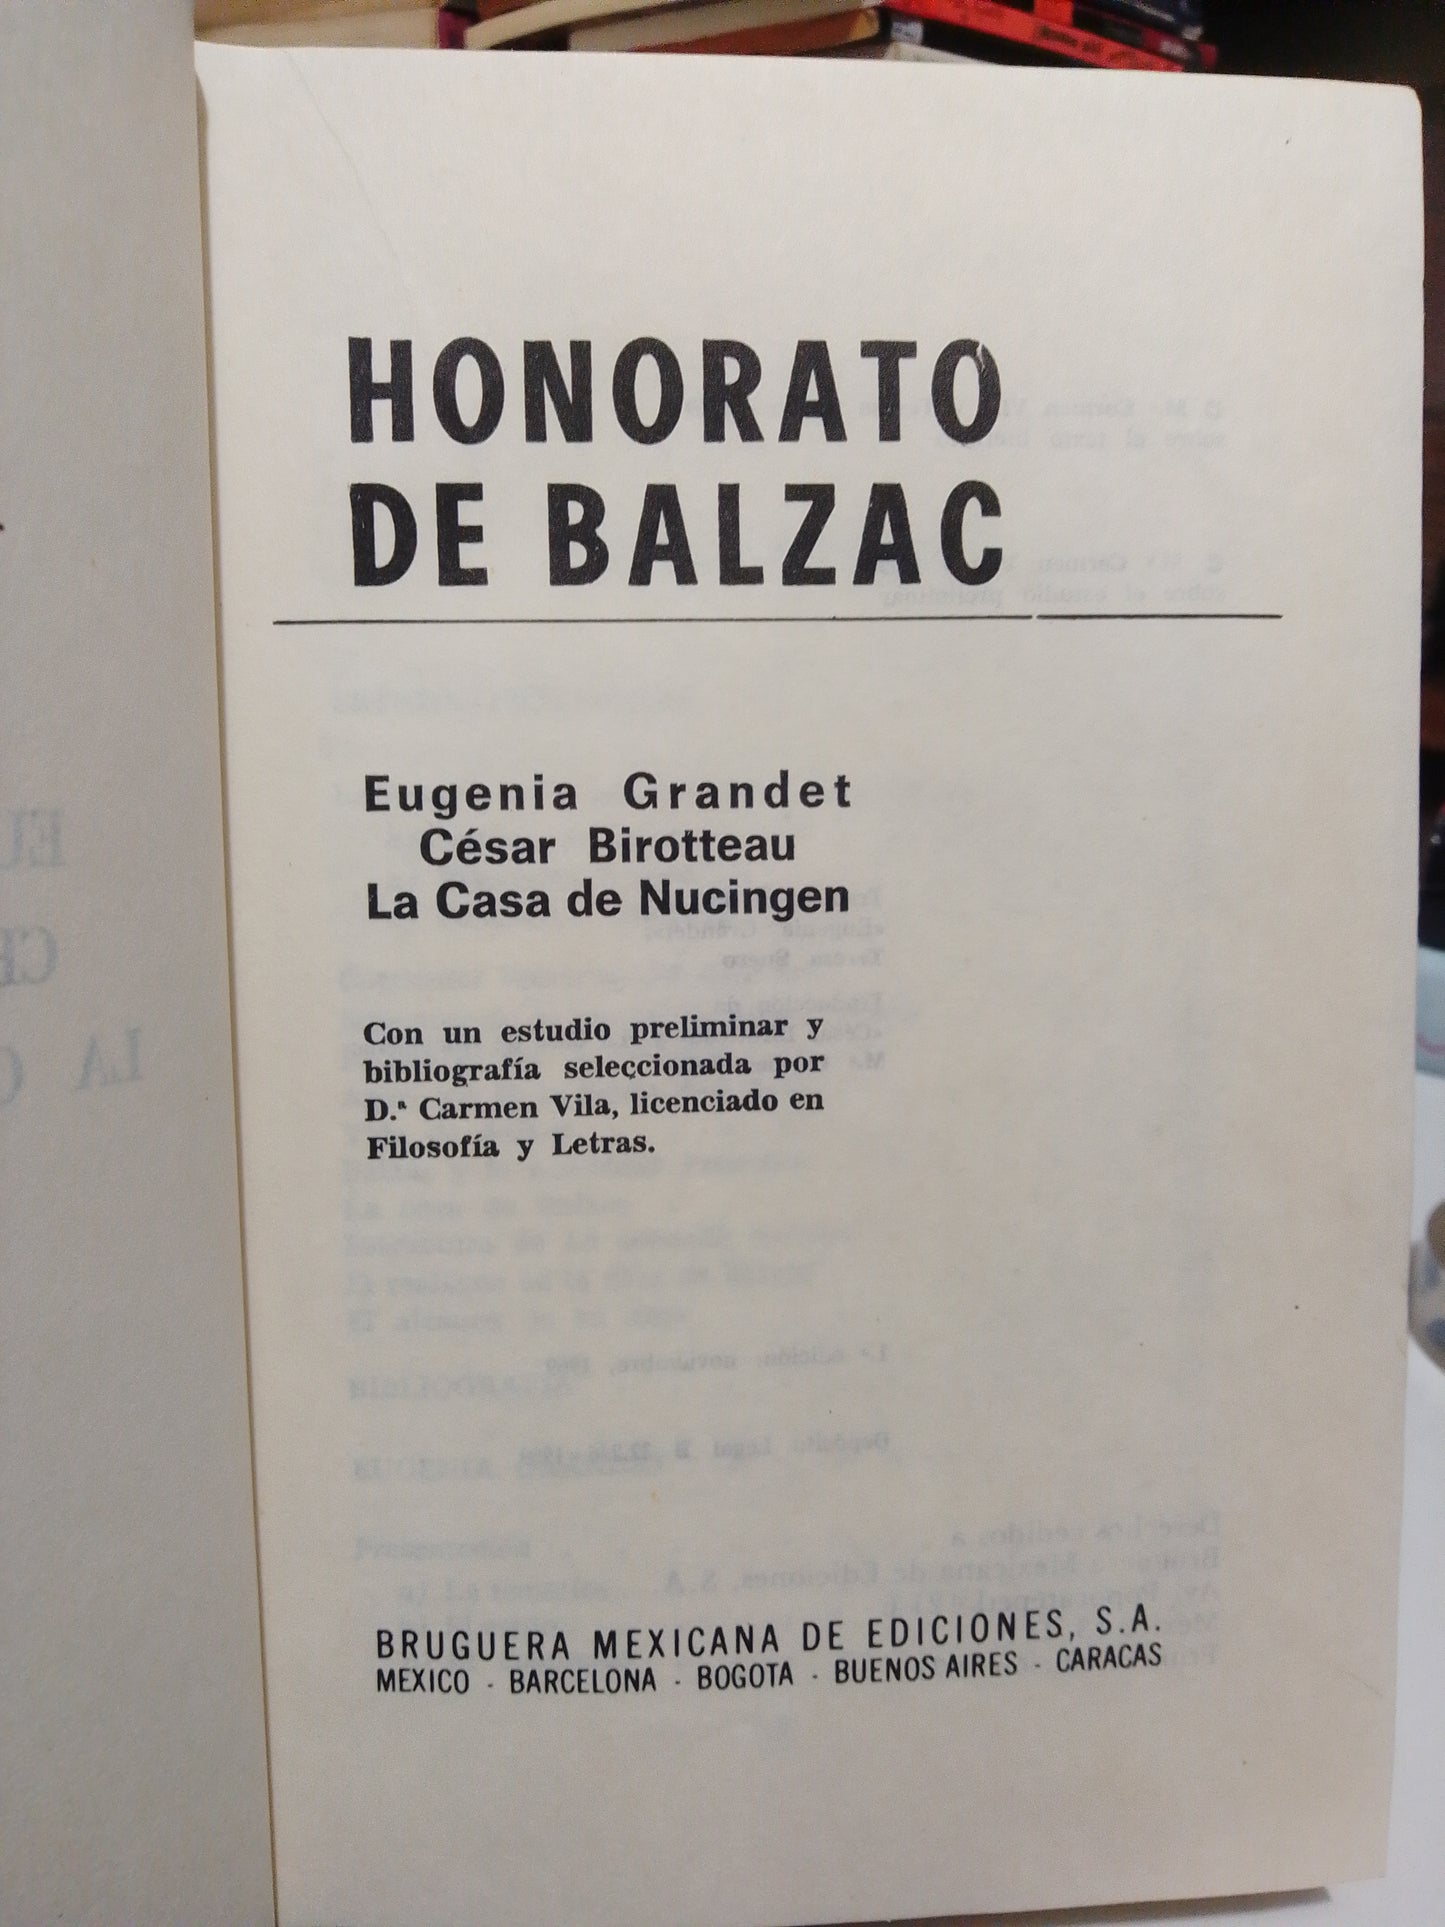 HONORATO
DE BALZAC
Eugenia Grandet
César Birotteau
La Casa de Nucingen
Con un estudio preliminar y
bibliografía seleccionada por
D.ª Carmen Vila, licenciado en
Filosofía y Letras.
BRUGUERA MEXICANA DE EDICIONES, S.A.
MEXICO - BARCELONA - BOGOTA - BUENOS AIRES - CARACAS